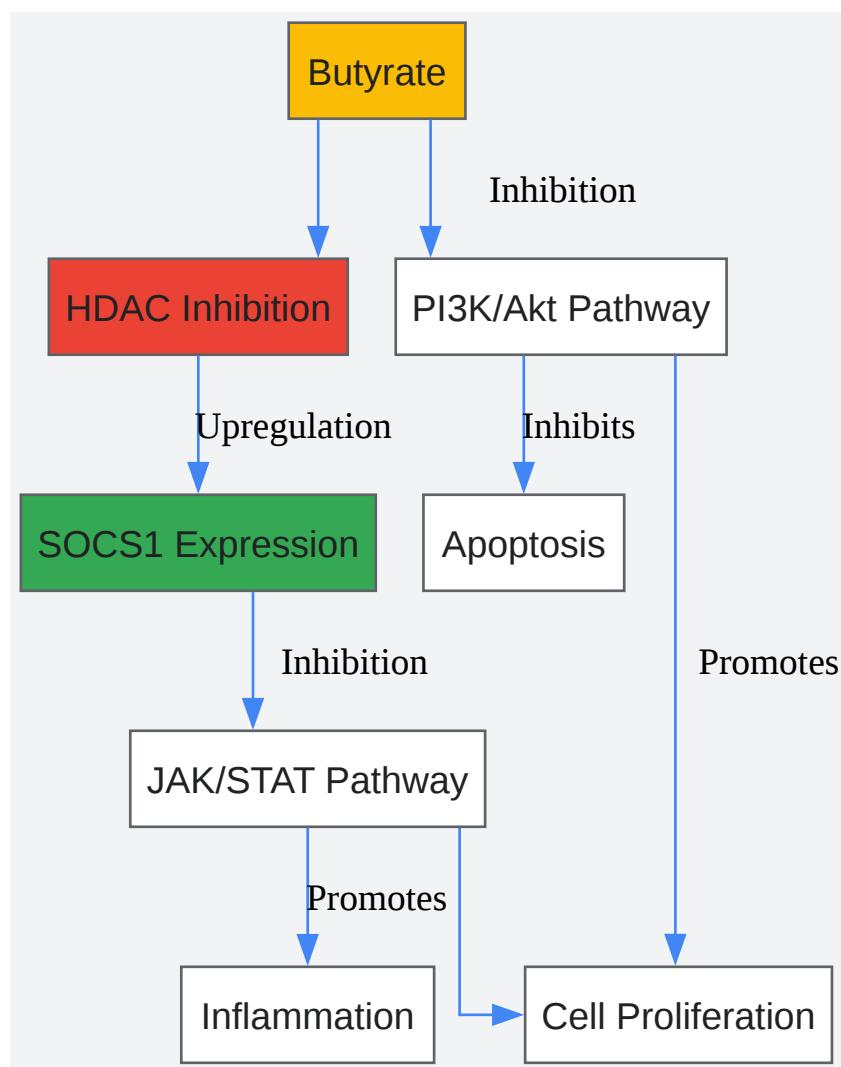 Butyrate
Inhibition
HDAC Inhibition
PI3K/Akt Pathway
Upregulation
Inhibits
SOCS1 Expression
Apoptosis
Inhibition
Promotes
JAK/STAT Pathway
Promotes
Inflammation
Cell Proliferation